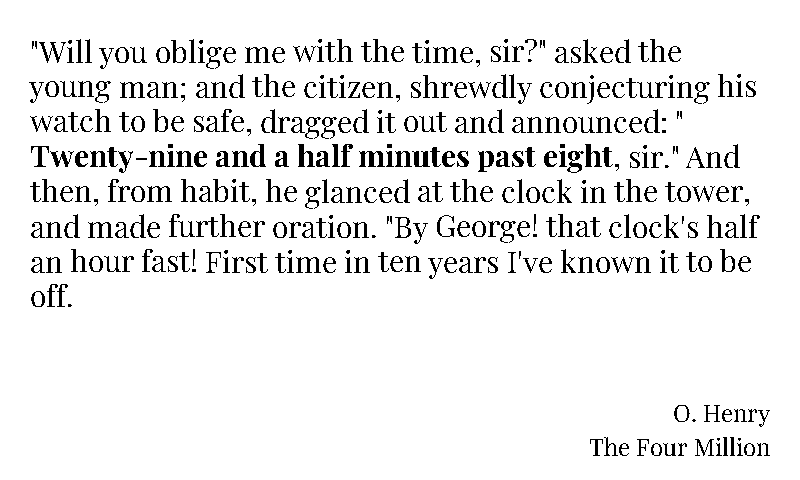 "Will you oblige me with the time, sir?" asked the
young man; and the citizen, shrewdly conjecturing his
watch to be safe, dragged it out and announced: "
Twenty-nine and a half minutes past eight, sir." And
then, from habit, he glanced at the clock in the tower,
and made further oration. "By George! that clock's half
an hour fast! First time in ten years I've known it to be
off.
O. Henry
The Four Million